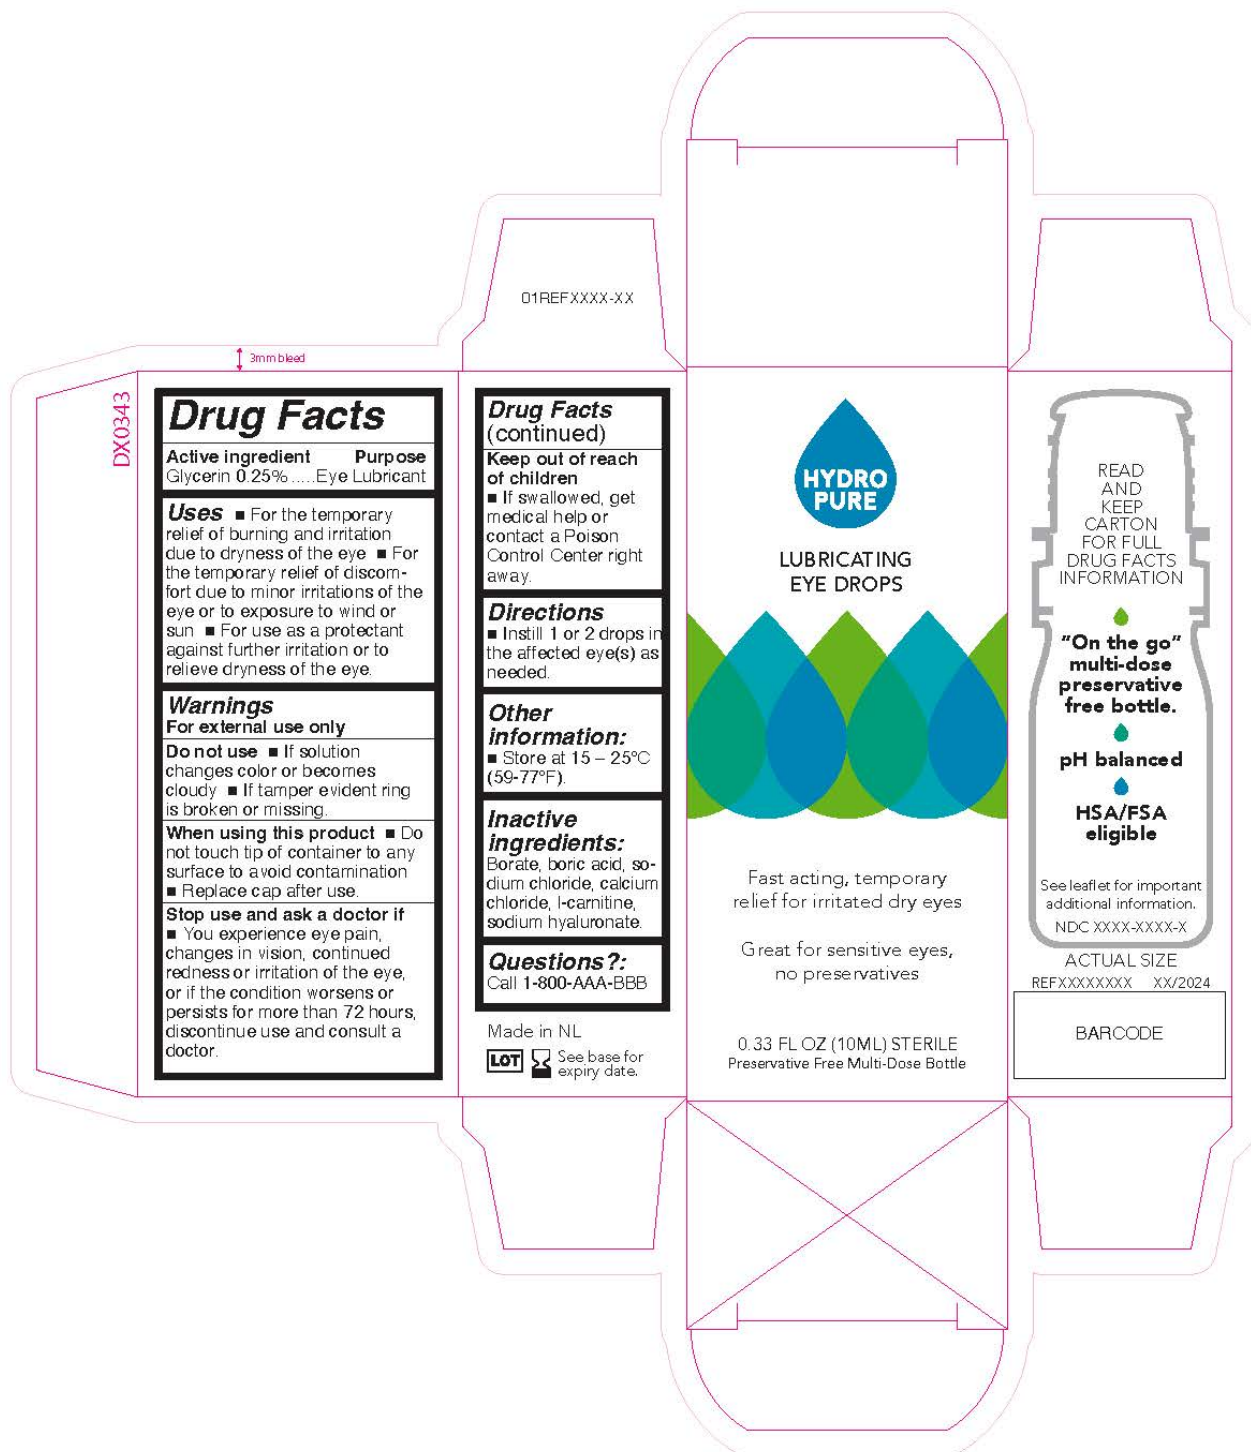 01REFXXXX-XX
3mm bleed
DX0343
Drug Facts
Active ingredient Purpose
Glycerin 0.25% .....Eye Lubricant
Uses ■ For the temporary
relief of burning and irritation
due to dryness of the eye ■ For
the temporary relief of discom-
fort due to minor irritations of the
eye or to exposure to wind or
sun ■ For use as a protectant
against further irritation or to
relieve dryness of the eye.
Warnings
For external use only
Do not use ■ If solution
changes color or becomes
cloudy ■ If tamper evident ring
is broken or missing.
When using this product ■ Do
not touch tip of container to any
surface to avoid contamination
■ Replace cap after use.
Stop use and ask a doctor if
■ You experience eye pain,
changes in vision, continued
redness or irritation of the eye,
or if the condition worsens or
persists for more than 72 hours,
discontinue use and consult a
doctor.
Drug Facts
(continued)
Keep out of reach
of children
■ If swallowed, get
medical help or
contact a Poison
Control Center right
away.
Directions
■ Instill 1 or 2 drops in
the affected eye(s) as
needed.
Other
information:
■ Store at 15 – 25°C
(59-77°F).
Inactive
ingredients:
Borate, boric acid, so-
dium chloride, calcium
chloride, l-carnitine,
sodium hyaluronate.
Questions?:
Call 1-800-AAA-BBB
Made in NL
LOT
See base for
expiry date.
HYDRO
PURE
LUBRICATING
EYE DROPS
Fast acting, temporary
relief for irritated dry eyes
Great for sensitive eyes,
no preservatives
0.33 FL OZ (10ML) STERILE
Preservative Free Multi-Dose Bottle
READ
AND
KEEP
CARTON
FOR FULL
DRUG FACTS
INFORMATION
"On the go"
multi-dose
preservative
free bottle.
pH balanced
HSA/FSA
eligible
See leaflet for important
additional information.
NDC XXXX-XXXX-X
ACTUAL SIZE
REFXXXXXXXX XX/2024
BARCODE